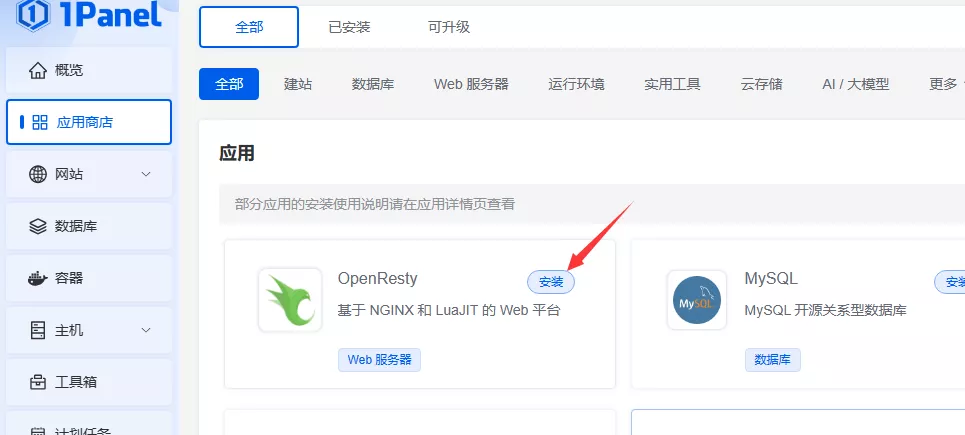 1Panel
全部
已安装
可升级
概览
全部
建站
数据库
Web 服务器
运行环境
实用工具
云存储
AI / 大模型
更多
应用商店
网站
数据库
容器
主机
工具箱
计划任务
应用
部分应用的安装使用说明请在应用详情页查看
OpenResty
安装
基于 NGINX 和 LuaJIT 的 Web 平台
Web 服务器
MySQL
MySQL
安装
MySQL 开源关系型数据库
数据库